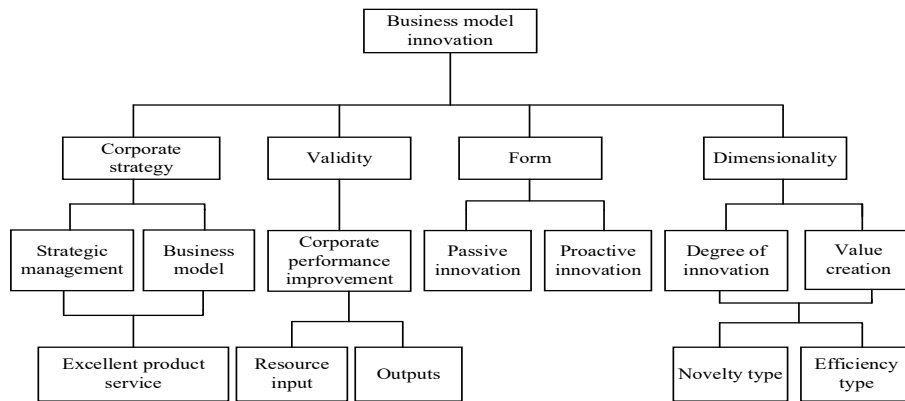 Business model
innovation
Corporate
strategy
Validity
Form
Dimensionality
Strategic
management
Business
model
Corporate
performance
improvement
Passive
innovation
Proactive
innovation
Degree of
innovation
Value
creation
Excellent product
service
Resource
input
Outputs
Novelty type
Efficiency
type